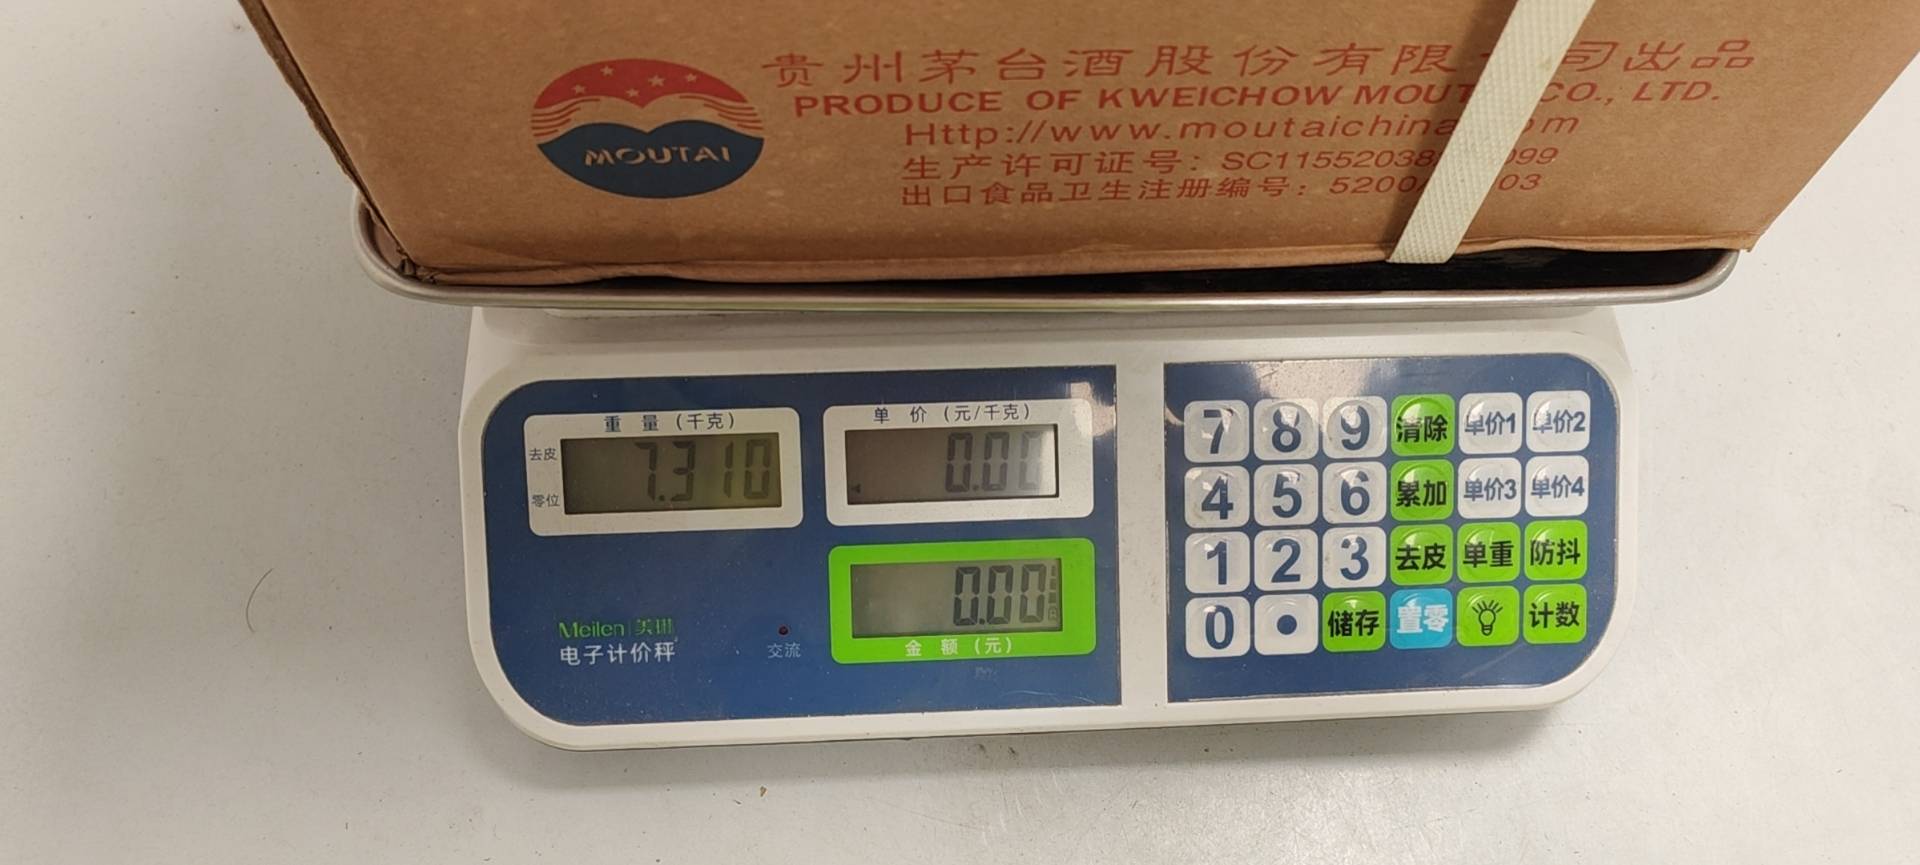 MOUTAI
贵州茅台酒股份有限 司出品
PRODUCE OF KWEICHOW MOUT CO., LTD.
Http://www.moutaichina m
生产许可证号: SC11552038 099
出口食品卫生注册编号: 5200 03
重 量 (千克)
去皮
零位
7.310
单 价 (元/千克)
0.00
0.00
金 额 (元)
Meilen 美琳
电子计价秤
交流
7 8 9 清除 单价1 单价2
4 5 6 累加 单价3 单价4
1 2 3 去皮 单重 防抖
0 • 储存 置零 计数